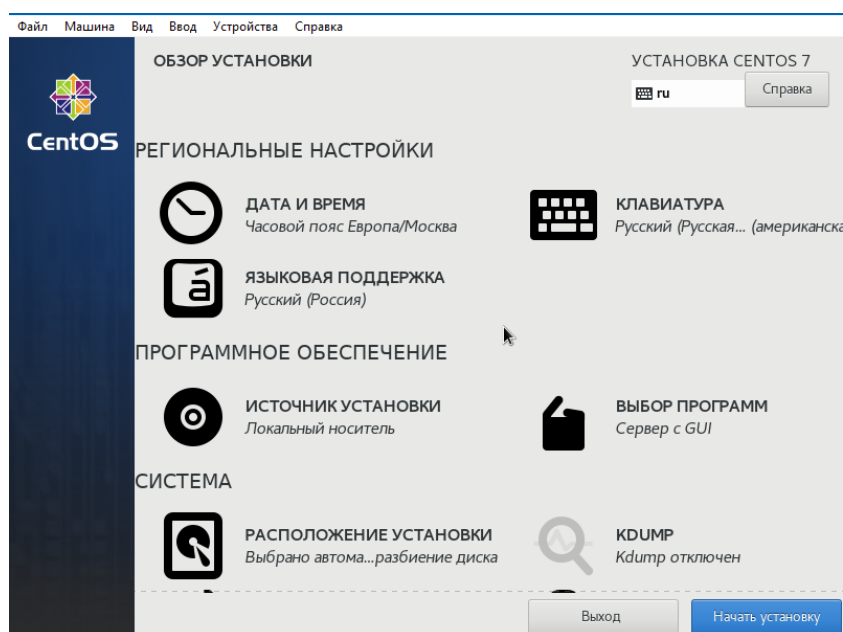 Файл Машина Вид Ввод Устройства Справка
ОБЗОР УСТАНОВКИ
УСТАНОВКА CENTOS 7
ru
Справка
CentOS
РЕГИОНАЛЬНЫЕ НАСТРОЙКИ
ДАТА И ВРЕМЯ
Часовой пояс Европа/Москва
КЛАВИАТУРА
Русский (Русская... (американска
á
ЯЗЫКОВАЯ ПОДДЕРЖКА
Русский (Россия)
ПРОГРАММНОЕ ОБЕСПЕЧЕНИЕ
ИСТОЧНИК УСТАНОВКИ
Локальный носитель
ВЫБОР ПРОГРАММ
Сервер с GUI
СИСТЕМА
РАСПОЛОЖЕНИЕ УСТАНОВКИ
Выбрано автома...разбиение диска
KDUMP
Kdump отключен
Выход
Начать установку